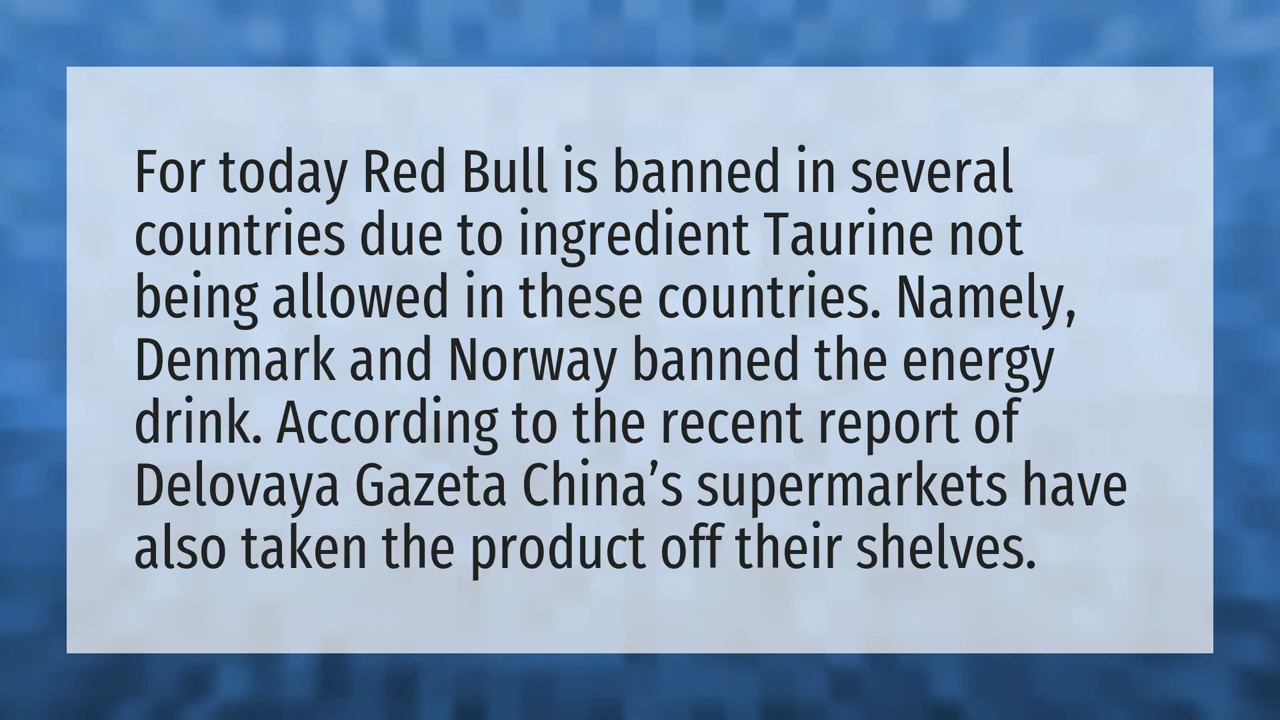 For today Red Bull is banned in several
countries due to ingredient Taurine not
being allowed in these countries. Namely,
Denmark and Norway banned the energy
drink. According to the recent report of
Delovaya Gazeta China’s supermarkets have
also taken the product off their shelves.